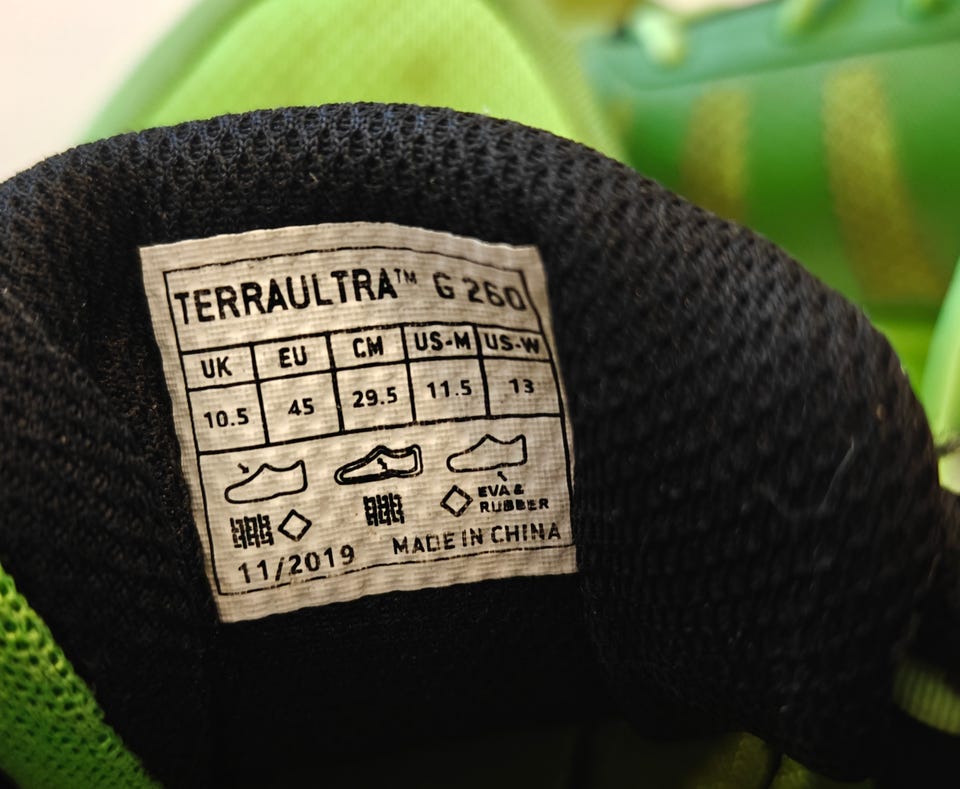 TERRAULTRA™ G 260
UK EU CM US-M US-W
10.5 45 29.5 11.5 13
EVA &
RUBBER
11/2019 MADE IN CHINA